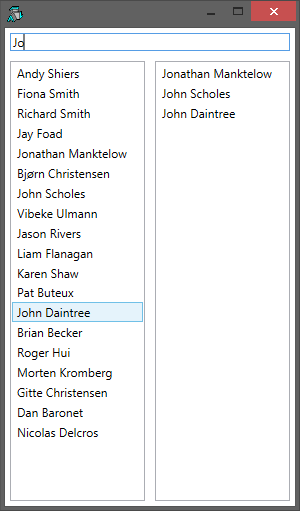 Jo
Andy Shiers
Fiona Smith
Richard Smith
Jay Foad
Jonathan Manktelow
Bjørn Christensen
John Scholes
Vibeke Ulmann
Jason Rivers
Liam Flanagan
Karen Shaw
Pat Buteux
John Daintree
Brian Becker
Roger Hui
Morten Kromberg
Gitte Christensen
Dan Baronet
Nicolas Delcros
Jonathan Manktelow
John Scholes
John Daintree